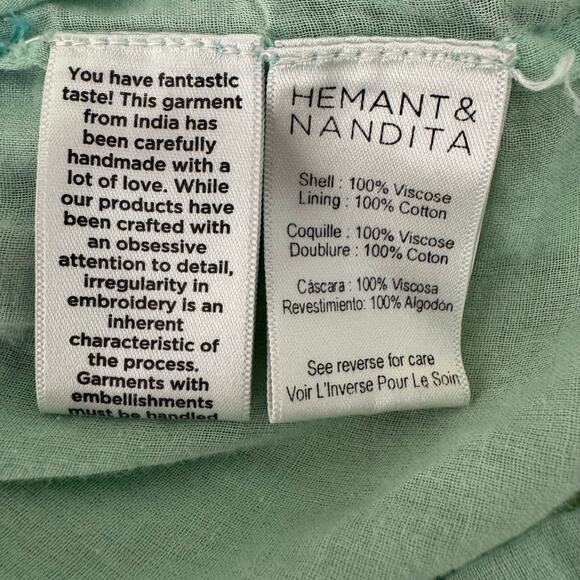 You have fantastic
taste! This garment
from India has
been carefully
handmade with a
lot of love. While
our products have
been crafted with
an obsessive
attention to detail,
irregularity in
embroidery is an
inherent
characteristic of
the process.
Garments with
embellishments
must be handled
HEMANT &
NANDITA
Shell : 100% Viscose
Lining : 100% Cotton
Coquille : 100% Viscose
Doublure : 100% Coton
Cáscara : 100% Viscosa
Revestimiento: 100% Algodón
See reverse for care
Voir L'Inverse Pour Le Soin